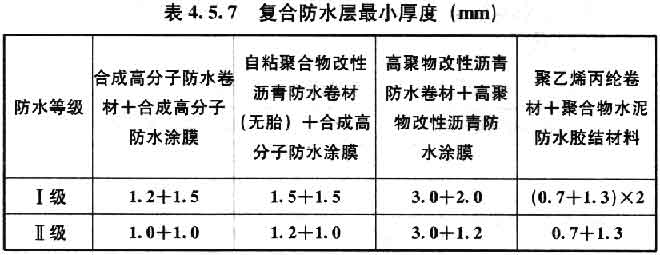 表 4.5.7 复合防水层最小厚度（mm）
防水等级
合成高分子防水卷
材＋合成高分子
防水涂膜
自粘聚合物改性
沥青防水卷材
（无胎）＋合成高
分子防水涂膜
高聚物改性沥青
防水卷材＋高聚
物改性沥青防
水涂膜
聚乙烯丙纶卷
材＋聚合物水泥
防水胶结材料
Ⅰ级
1.2＋1.5
1.5＋1.5
3.0＋2.0
(0.7＋1.3)×2
Ⅱ级
1.0＋1.0
1.2＋1.0
3.0＋1.2
0.7＋1.3